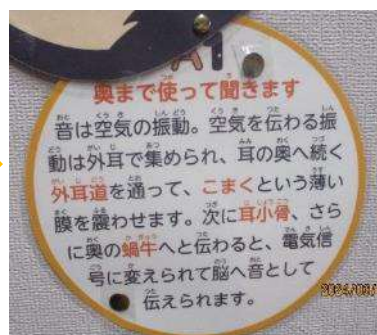 A1
奥まで使って聞きます
音は空気の振動。空気を伝わる振
動は外耳で集められ、耳の奥へ続く
外耳道を通って、こまくという薄い
膜を震わせます。次に耳小骨、さら
に奥の蝸牛へと伝わると、電気信
号に変えられて脳へ音として
伝えられます。